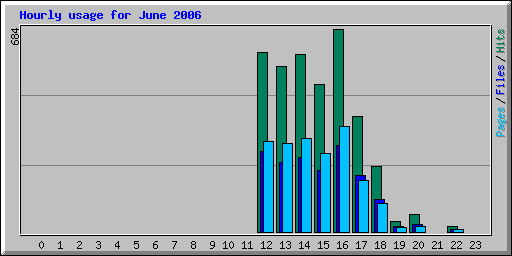 Hourly usage for June 2006
684
Pages / Files / Hits
0 1 2 3 4 5 6 7 8 9 10 11 12 13 14 15 16 17 18 19 20 21 22 23